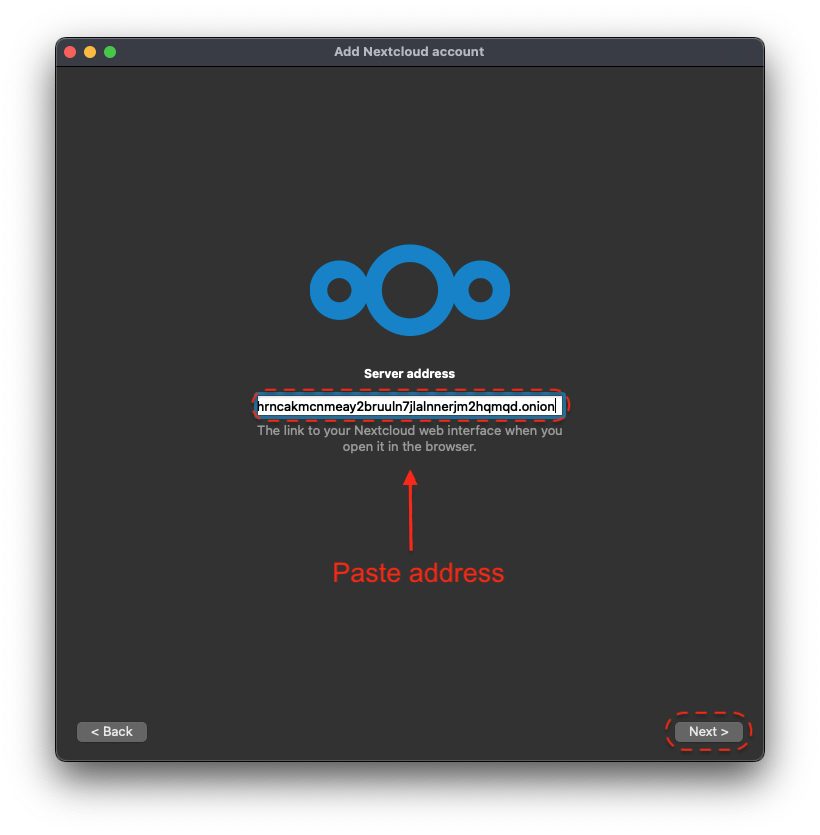 Add Nextcloud account
Server address
hrncakmcnmeay2bruuln7jlalnnerjm2hqmqd.onion
The link to your Nextcloud web interface when you
open it in the browser.
Paste address
< Back
Next >